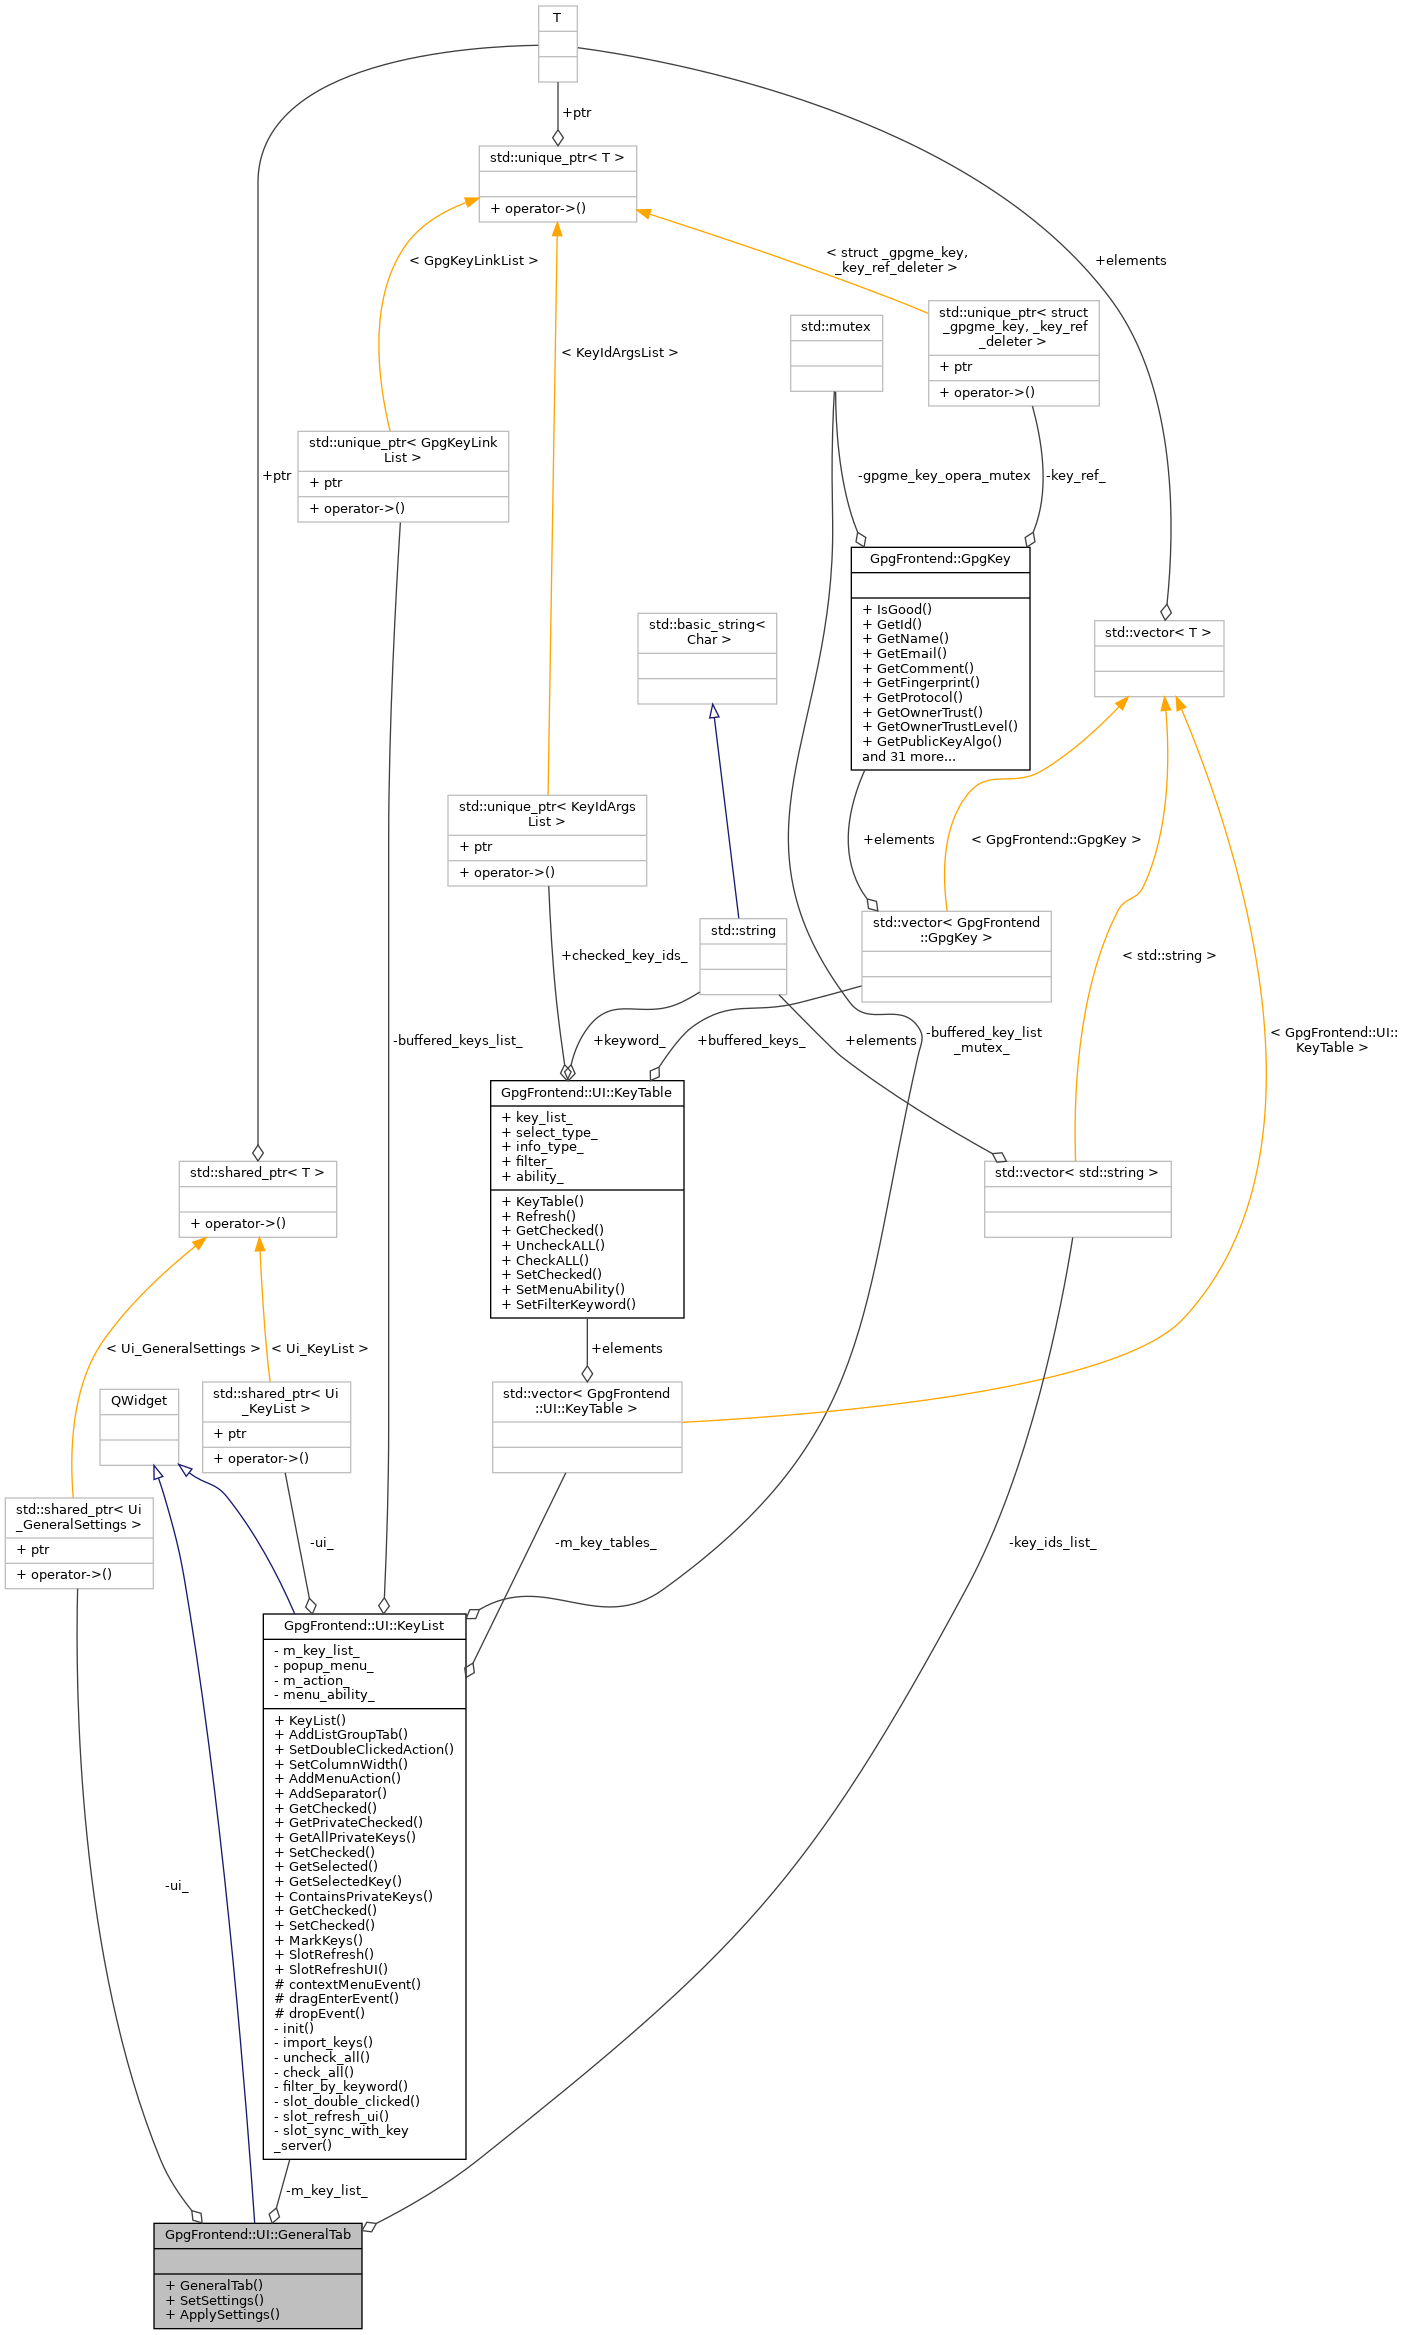 T
+ptr
std::unique_ptr< T >
+ operator->()
< GpgKeyLinkList >
< struct _gpgme_key,
_key_ref_deleter >
+elements
std::mutex
std::unique_ptr< struct
_gpgme_key, _key_ref
_deleter >
+ ptr
+ operator->()
< KeyIdArgsList >
std::unique_ptr< GpgKeyLink
List >
+ ptr
+ operator->()
+ptr
-gpgme_key_opera_mutex
-key_ref_
GpgFrontend::GpgKey
+ IsGood()
+ GetId()
+ GetName()
+ GetEmail()
+ GetComment()
+ GetFingerprint()
+ GetProtocol()
+ GetOwnerTrust()
+ GetOwnerTrustLevel()
+ GetPublicKeyAlgo()
and 31 more...
std::basic_string<
Char >
std::vector< T >
std::unique_ptr< KeyIdArgs
List >
+ ptr
+ operator->()
+elements
< GpgFrontend::GpgKey >
std::string
std::vector< GpgFrontend
::GpgKey >
+checked_key_ids_
< std::string >
-buffered_keys_list_
+keyword_
+buffered_keys_
+elements
-buffered_key_list
_mutex_
< GpgFrontend::UI::
KeyTable >
GpgFrontend::UI::KeyTable
+ key_list_
+ select_type_
+ info_type_
+ filter_
+ ability_
+ KeyTable()
+ Refresh()
+ GetChecked()
+ UncheckALL()
+ CheckALL()
+ SetChecked()
+ SetMenuAbility()
+ SetFilterKeyword()
std::shared_ptr< T >
+ operator->()
std::vector< std::string >
< Ui_GeneralSettings >
< Ui_KeyList >
+elements
QWidget
std::shared_ptr< Ui
_KeyList >
+ ptr
+ operator->()
std::vector< GpgFrontend
::UI::KeyTable >
std::shared_ptr< Ui
_GeneralSettings >
+ ptr
+ operator->()
-ui_
-m_key_tables_
-key_ids_list_
GpgFrontend::UI::KeyList
- m_key_list_
- popup_menu_
- m_action_
- menu_ability_
+ KeyList()
+ AddListGroupTab()
+ SetDoubleClickedAction()
+ SetColumnWidth()
+ AddMenuAction()
+ AddSeparator()
+ GetChecked()
+ GetPrivateChecked()
+ GetAllPrivateKeys()
+ SetChecked()
+ GetSelected()
+ GetSelectedKey()
+ ContainsPrivateKeys()
+ GetChecked()
+ SetChecked()
+ MarkKeys()
+ SlotRefresh()
+ SlotRefreshUI()
# contextMenuEvent()
# dragEnterEvent()
# dropEvent()
- init()
- import_keys()
- uncheck_all()
- check_all()
- filter_by_keyword()
- slot_double_clicked()
- slot_refresh_ui()
- slot_sync_with_key
_server()
-ui_
-m_key_list_
GpgFrontend::UI::GeneralTab
+ GeneralTab()
+ SetSettings()
+ ApplySettings()